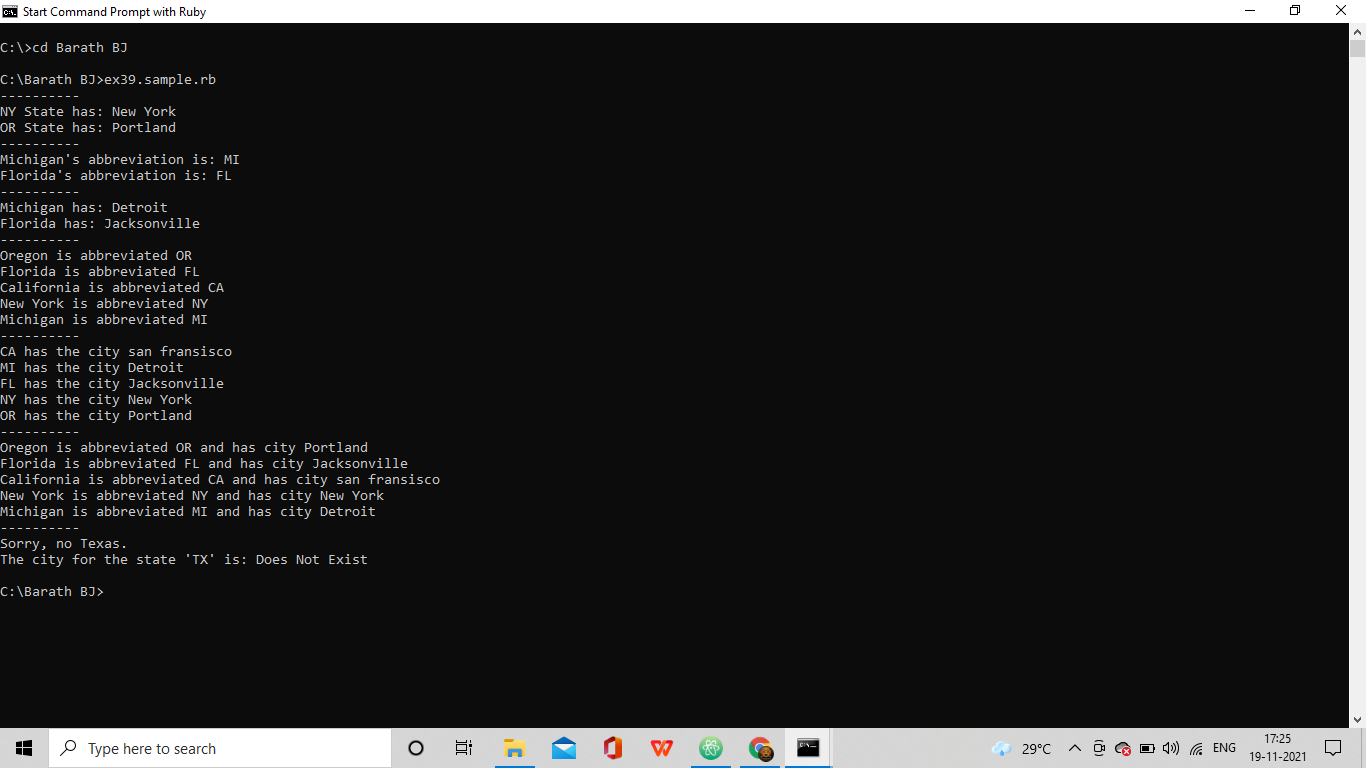 Start Command Prompt with Ruby
C:\>cd Barath BJ
C:\Barath BJ>ex39.sample.rb
----------
NY State has: New York
OR State has: Portland
----------
Michigan's abbreviation is: MI
Florida's abbreviation is: FL
----------
Michigan has: Detroit
Florida has: Jacksonville
----------
Oregon is abbreviated OR
Florida is abbreviated FL
California is abbreviated CA
New York is abbreviated NY
Michigan is abbreviated MI
----------
CA has the city san fransisco
MI has the city Detroit
FL has the city Jacksonville
NY has the city New York
OR has the city Portland
----------
Oregon is abbreviated OR and has city Portland
Florida is abbreviated FL and has city Jacksonville
California is abbreviated CA and has city san fransisco
New York is abbreviated NY and has city New York
Michigan is abbreviated MI and has city Detroit
----------
Sorry, no Texas.
The city for the state 'TX' is: Does Not Exist
C:\Barath BJ>
Type here to search
29°C
ENG
17:25
19-11-2021